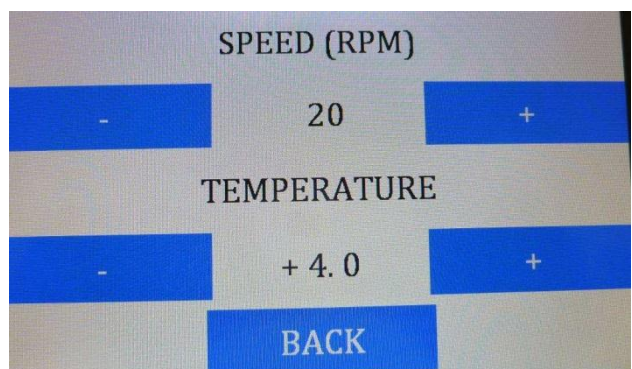 SPEED (RPM)
- 20 +
TEMPERATURE
- + 4. 0 +
BACK